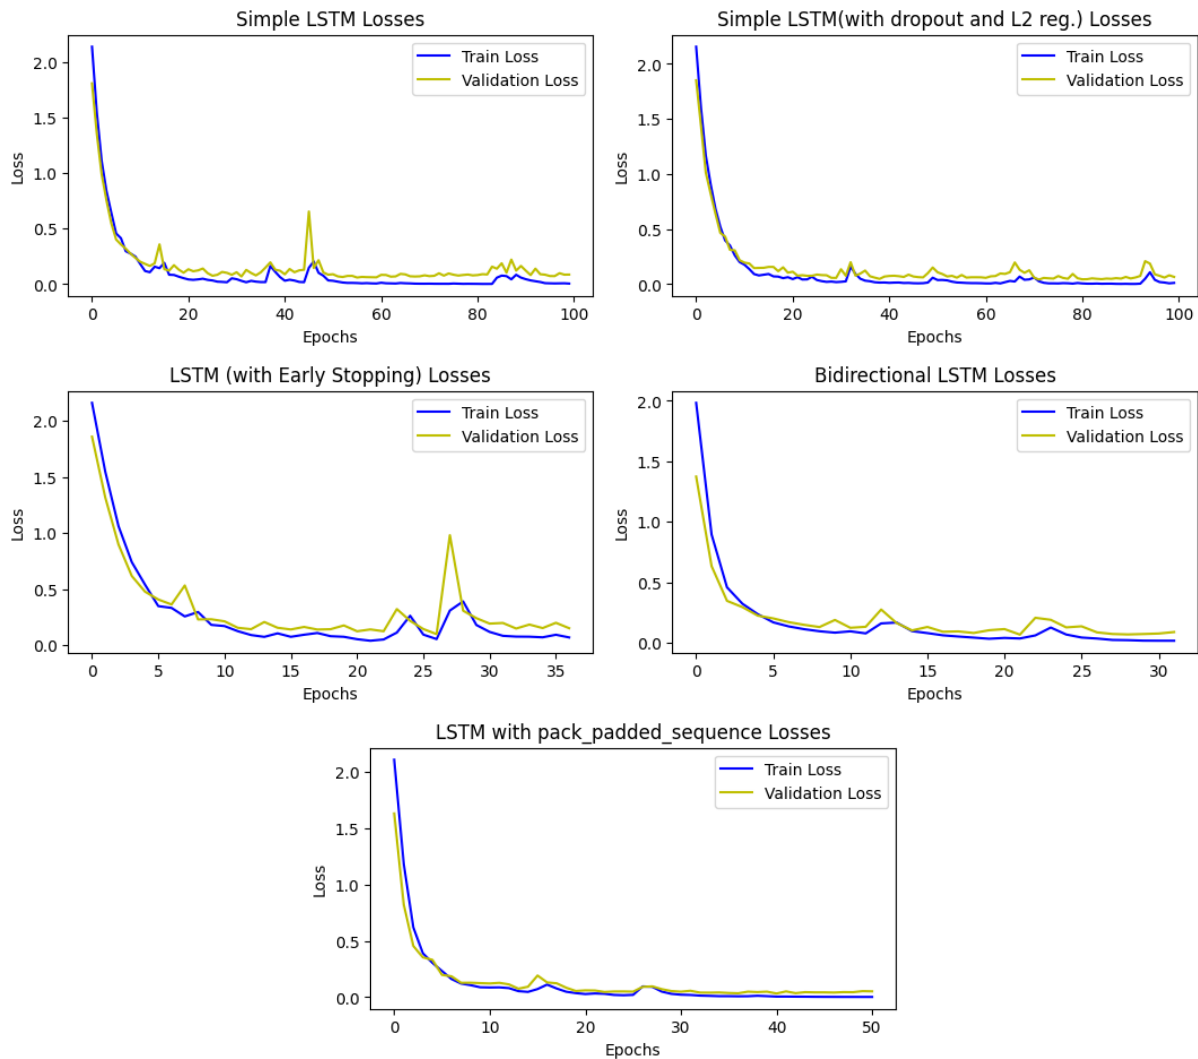 Simple LSTM Losses
2.0
1.5
1.0
0.5
0.0
Loss
Train Loss
Validation Loss
0 20 40 60 80 100
Epochs
Simple LSTM(with dropout and L2 reg.) Losses
2.0
1.5
1.0
0.5
0.0
Loss
Train Loss
Validation Loss
0 20 40 60 80 100
Epochs
LSTM (with Early Stopping) Losses
2.0
1.5
1.0
0.5
0.0
Loss
Train Loss
Validation Loss
0 5 10 15 20 25 30 35
Epochs
Bidirectional LSTM Losses
2.0
1.5
1.0
0.5
0.0
Loss
Train Loss
Validation Loss
0 5 10 15 20 25 30
Epochs
LSTM with pack_padded_sequence Losses
2.0
1.5
1.0
0.5
0.0
Loss
Train Loss
Validation Loss
0 10 20 30 40 50
Epochs